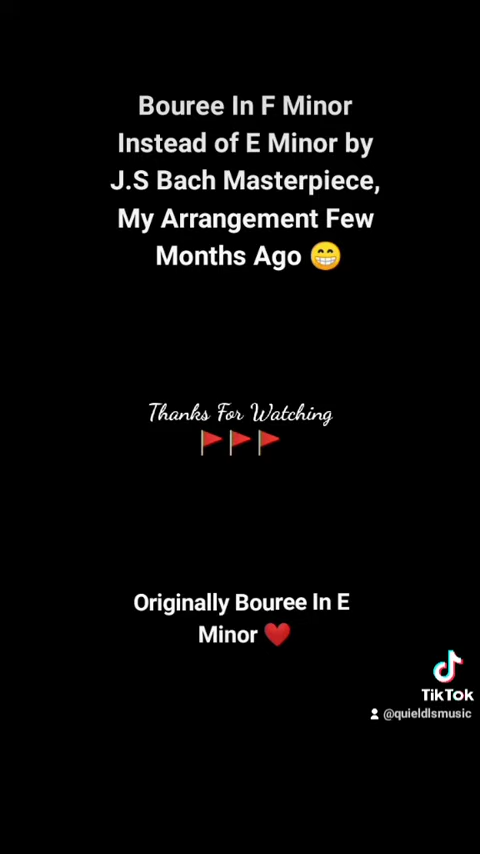 Bouree In F Minor
Instead of E Minor by
J.S Bach Masterpiece,
My Arrangement Few
Months Ago 😁
Thanks For Watching
🚩🚩🚩
Originally Bouree In E
Minor ❤️
TikTok
@quieldlsmusic